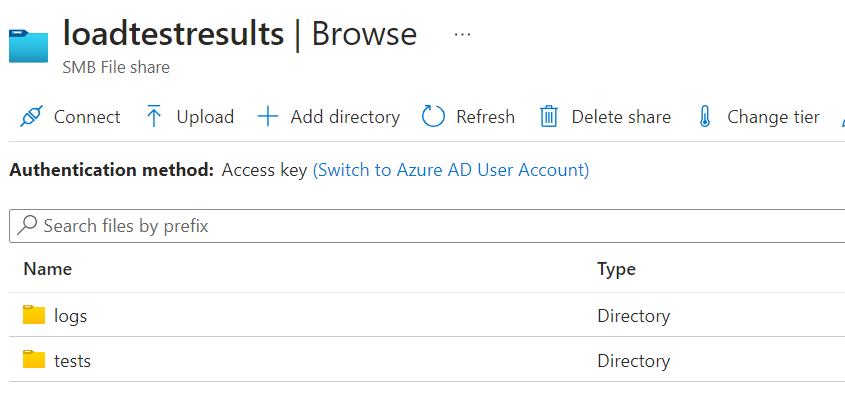 loadtestresults | Browse ...
SMB File share
Connect Upload Add directory Refresh Delete share Change tier
Authentication method: Access key (Switch to Azure AD User Account)
Search files by prefix
Name Type
logs Directory
tests Directory